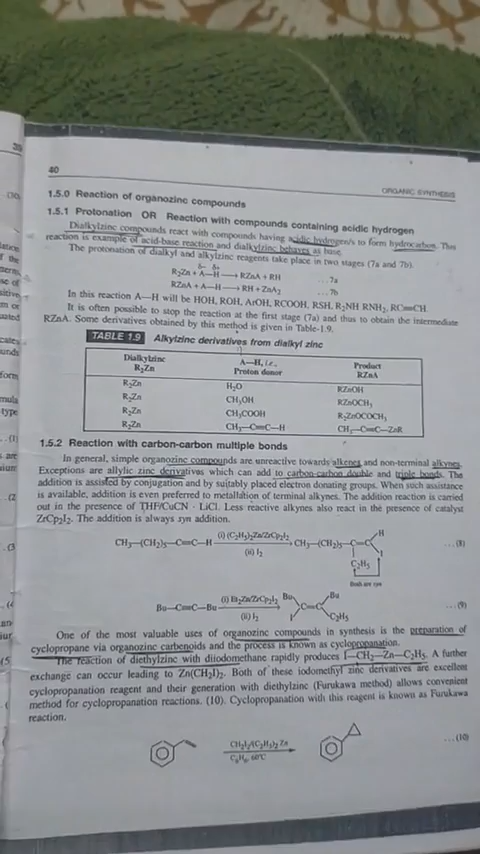 39
40
ORGANIC SYNTHESIS
1.5.0 Reaction of organozinc compounds
1.5.1 Protonation OR Reaction with compounds containing acidic hydrogen
Dialkylzinc compounds react with compounds having acidic hydrogen/s to form hydrocarbon. This
reaction is example of acid-base reaction and dialkylzinc behaves as base.
The protonation of dialkyl and alkylzinc reagents take place in two stages (7a and 7b).
R₂Zn + A—H ⟶ RZnA + RH ...7a
RZnA + A—H ⟶ RH + ZnA₂ ...7b
In this reaction A—H will be HOH, ROH, ArOH, RCOOH, RSH, R₂NH RNH₂, RC≡CH.
It is often possible to stop the reaction at the first stage (7a) and thus to obtain the intermediate
RZnA. Some derivatives obtained by this method is given in Table-1.9.
TABLE 1.9 Alkylzinc derivatives from dialkyl zinc
Dialkylzinc A—H, i.e., Product
R₂Zn Proton donor RZnA
R₂Zn H₂O RZnOH
R₂Zn CH₃OH RZnOCH₃
R₂Zn CH₃COOH R₂ZnOCOCH₃
R₂Zn CH₃—C≡C—H CH₃—C≡C—ZnR
1.5.2 Reaction with carbon-carbon multiple bonds
In general, simple organozinc compounds are unreactive towards alkenes and non-terminal alkynes.
Exceptions are allylic zinc derivatives which can add to carbon-carbon double and triple bonds. The
addition is assisted by conjugation and by suitably placed electron donating groups. When such assistance
is available, addition is even preferred to metallation of terminal alkynes. The addition reaction is carried
out in the presence of THF/CuCN · LiCl. Less reactive alkynes also react in the presence of catalyst
ZrCp₂I₂. The addition is always syn addition.
CH₃—(CH₂)₅—C≡C—H (i) (C₂H₅)₂Zn/ZrCp₂I₂ (ii) I₂ CH₃—(CH₂)₅—C=C H I C₂H₅ ...(8)
Both are syn
Bu—C≡C—Bu (i) Et₂Zn/ZrCp₂I₂ (ii) I₂ Bu I C=C Bu C₂H₅ ...(9)
One of the most valuable uses of organozinc compounds in synthesis is the preparation of
cyclopropane via organozinc carbenoids and the process is known as cyclopropanation.
The reaction of diethylzinc with diiodomethane rapidly produces I—CH₂—Zn—C₂H₅. A further
exchange can occur leading to Zn(CH₂I)₂. Both of these iodomethyl zinc derivatives are excellent
cyclopropanation reagent and their generation with diethylzinc (Furukawa method) allows convenient
method for cyclopropanation reactions. (10). Cyclopropanation with this reagent is known as Furukawa
reaction.
CH₂I₂/(C₂H₅)₂ Zn
C₆H₆, 60°C
...(10)